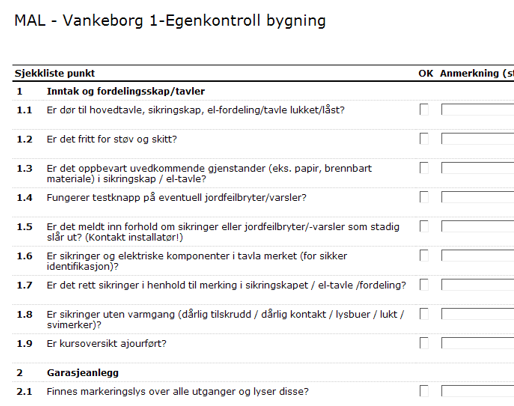 MAL - Vankeborg 1-Egenkontroll bygning
Sjekkliste punkt OK Anmerkning (st
1 Inntak og fordelingsskap/tavler
1.1 Er dør til hovedtavle, sikringskap, el-fordeling/tavle lukket/låst?
1.2 Er det fritt for støv og skitt?
1.3 Er det oppbevart uvedkommende gjenstander (eks. papir, brennbart
materiale) i sikringskap / el-tavle?
1.4 Fungerer testknapp på eventuell jordfeilbryter/varsler?
1.5 Er det meldt inn forhold om sikringer eller jordfeilbryter/-varsler som stadig
slår ut? (Kontakt installatør!)
1.6 Er sikringer og elektriske komponenter i tavla merket (for sikker
identifikasjon)?
1.7 Er det rett sikringer i henhold til merking i sikringskapet / el-tavle /fordeling?
1.8 Er sikringer uten varmgang (dårlig tilskrudd / dårlig kontakt / lysbuer / lukt /
svimerker)?
1.9 Er kursoversikt ajourført?
2 Garasjeanlegg
2.1 Finnes markeringslys over alle utganger og lyser disse?